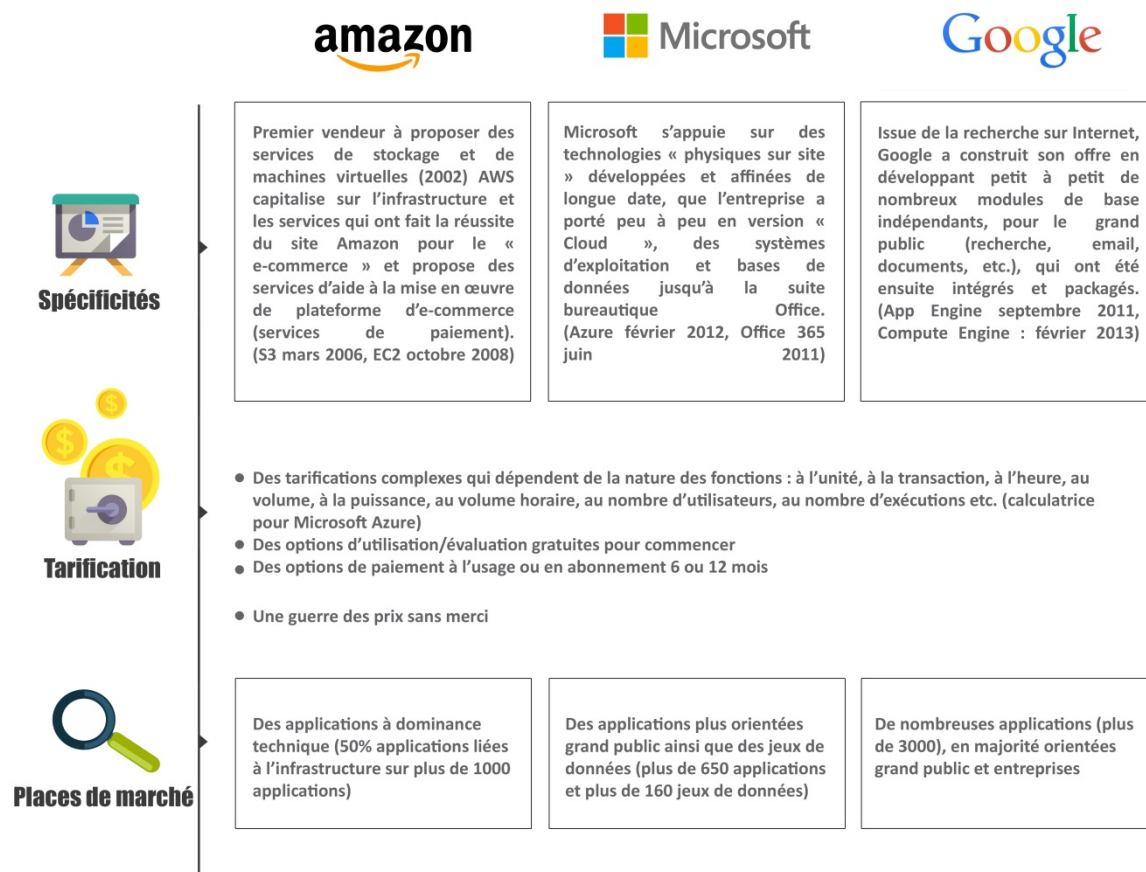 amazon
Microsoft
Google
Spécificités
Premier vendeur à proposer des
services de stockage et de
machines virtuelles (2002) AWS
capitalise sur l’infrastructure et
les services qui ont fait la réussite
du site Amazon pour le «
e-commerce » et propose des
services d’aide à la mise en œuvre
de plateforme d’e-commerce
(services de paiement).
(S3 mars 2006, EC2 octobre 2008)
Microsoft s’appuie sur des
technologies « physiques sur site
» développées et affinées de
longue date, que l’entreprise a
porté peu à peu en version «
Cloud », des systèmes
d’exploitation et bases de
données jusqu’à la suite
bureautique Office.
(Azure février 2012, Office 365
juin 2011)
Issue de la recherche sur Internet,
Google a construit son offre en
développant petit à petit de
nombreux modules de base
indépendants, pour le grand
public (recherche, email,
documents, etc.), qui ont été
ensuite intégrés et packagés.
(App Engine septembre 2011,
Compute Engine : février 2013)
Tarification
● Des tarifications complexes qui dépendent de la nature des fonctions : à l’unité, à la transaction, à l’heure, au
volume, à la puissance, au volume horaire, au nombre d’utilisateurs, au nombre d’exécutions etc. (calculatrice
pour Microsoft Azure)
● Des options d’utilisation/évaluation gratuites pour commencer
● Des options de paiement à l’usage ou en abonnement 6 ou 12 mois
● Une guerre des prix sans merci
Places de marché
Des applications à dominance
technique (50% applications liées
à l’infrastructure sur plus de 1000
applications)
Des applications plus orientées
grand public ainsi que des jeux de
données (plus de 650 applications
et plus de 160 jeux de données)
De nombreuses applications (plus
de 3000), en majorité orientées
grand public et entreprises